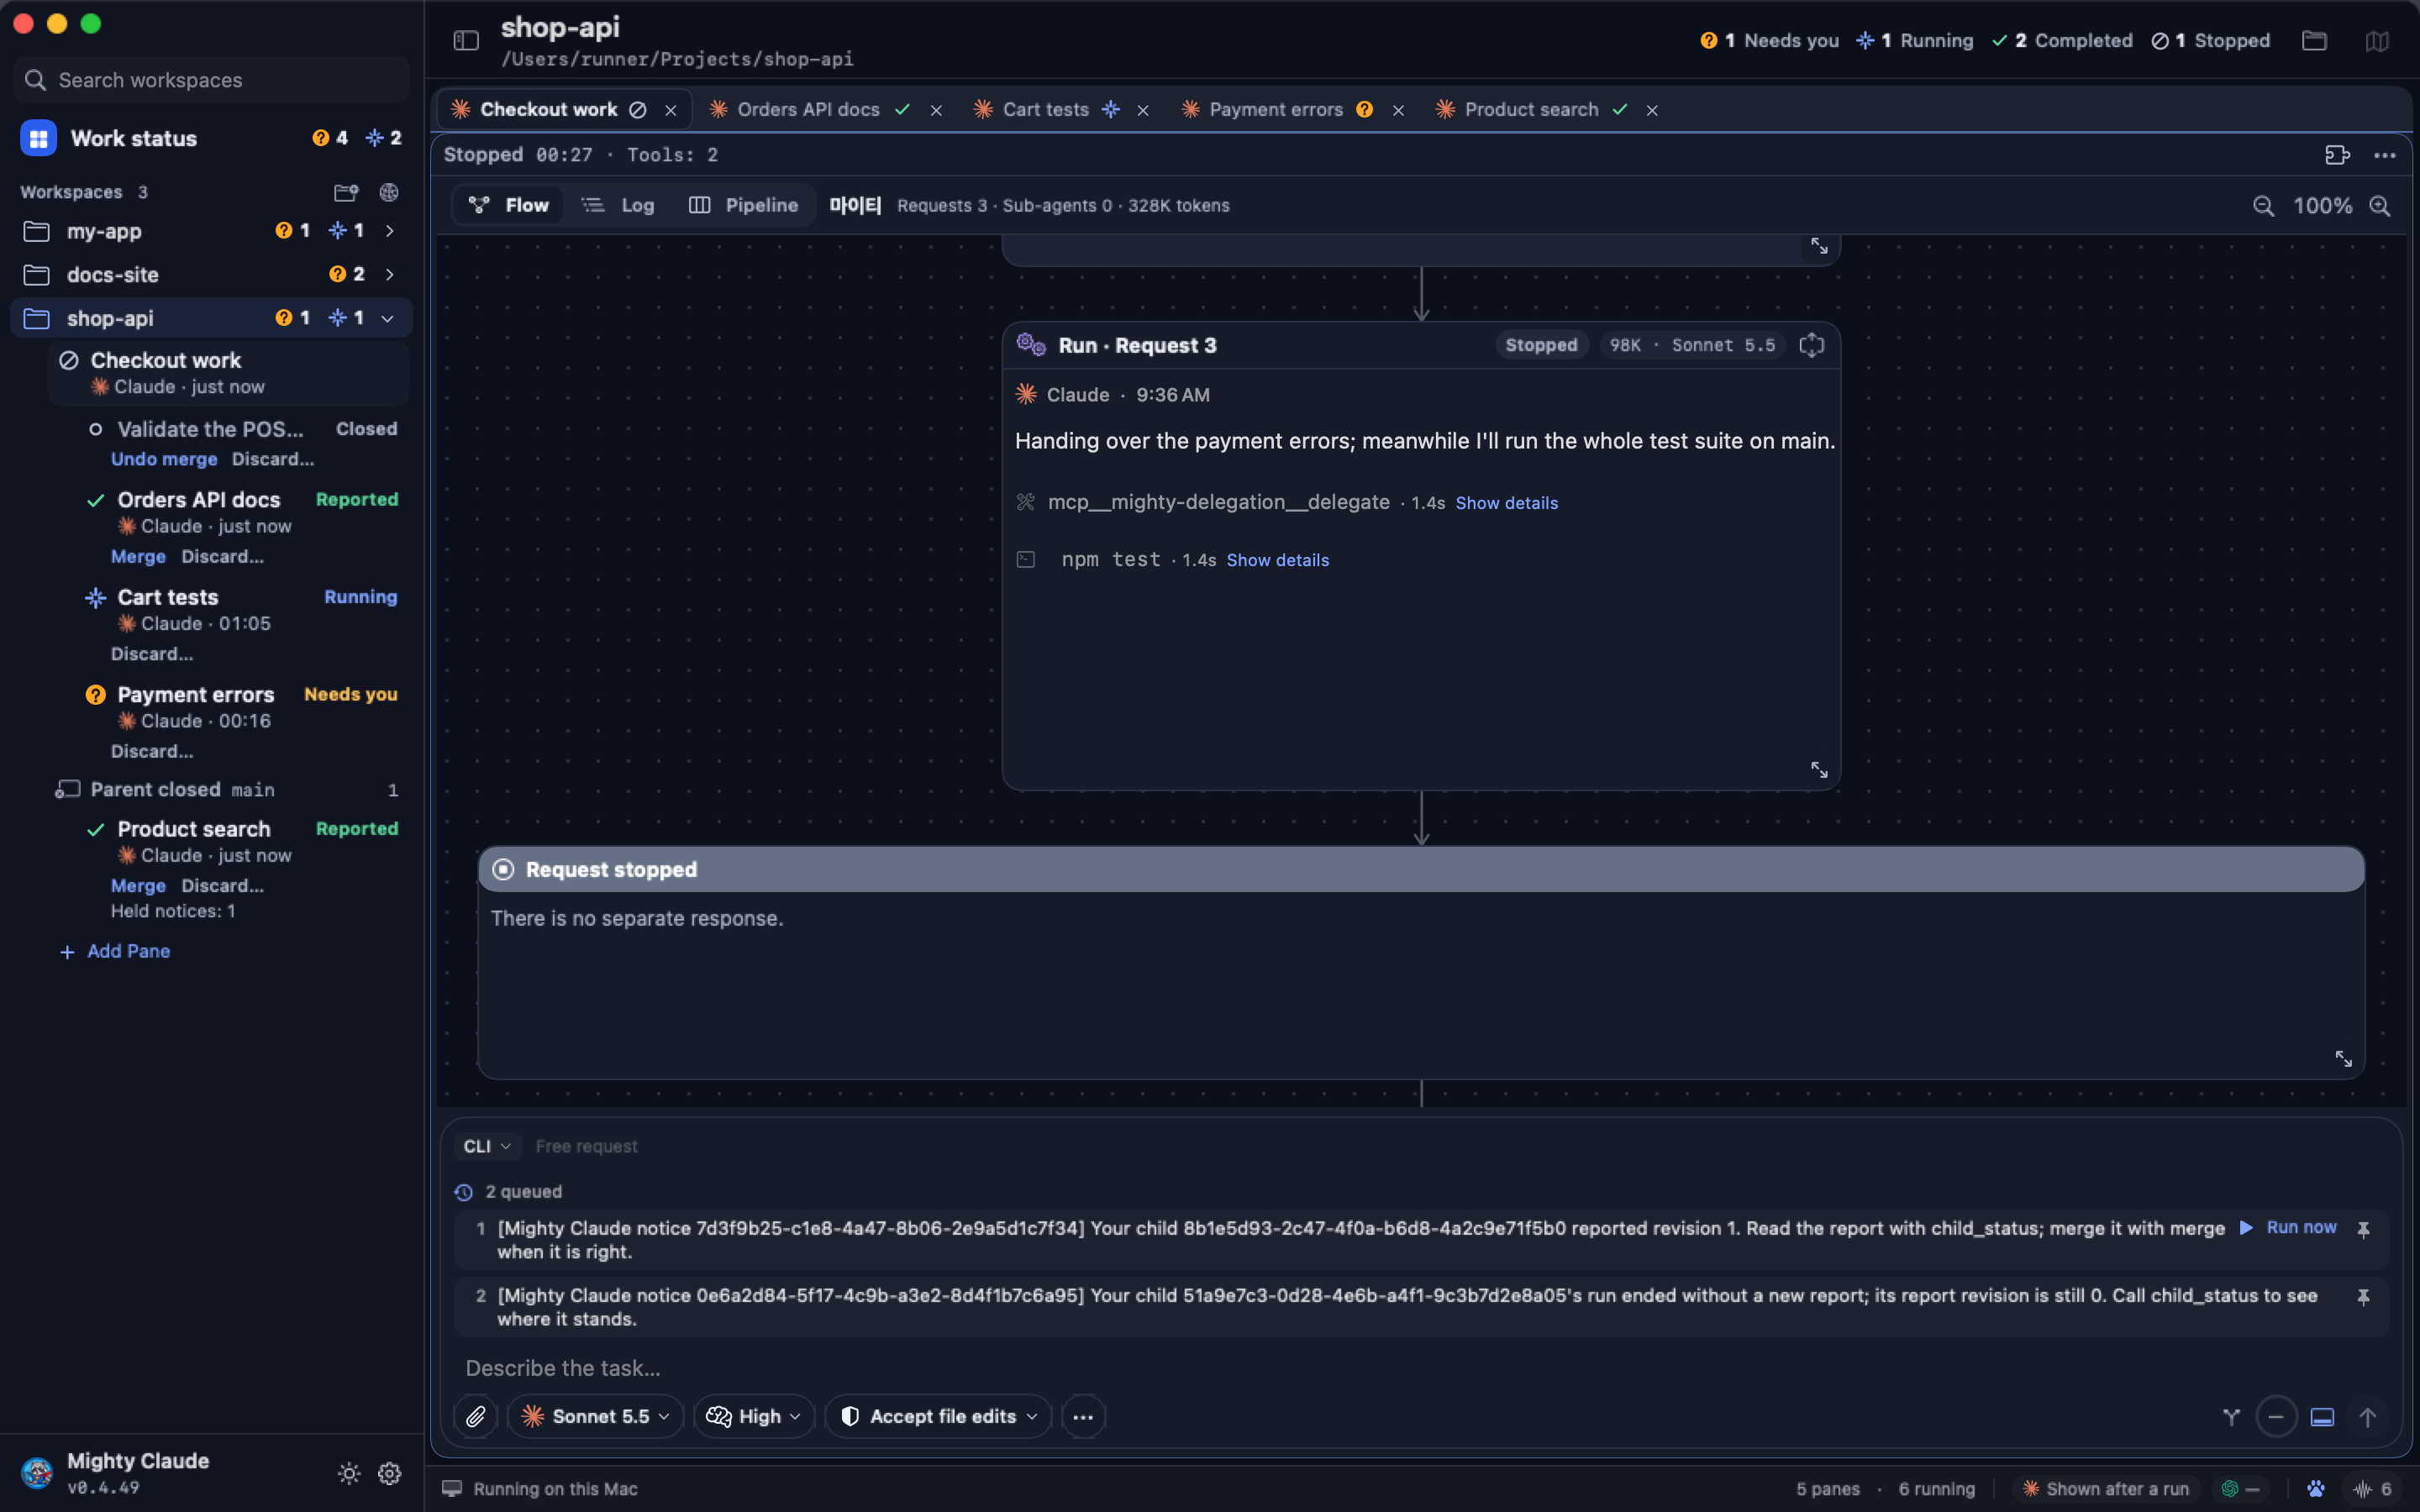 Search workspaces
Work status 4 2
Workspaces 3
my-app 1 1
docs-site 2
shop-api 1 1
Checkout work
Claude · just now
Validate the POS... Closed
Undo merge Discard...
Orders API docs Reported
Claude · just now
Merge Discard...
Cart tests Running
Claude · 01:05
Discard...
Payment errors Needs you
Claude · 00:16
Discard...
Parent closed main 1
Product search Reported
Claude · just now
Merge Discard...
Held notices: 1
+ Add Pane
Mighty Claude
v0.4.49
shop-api
/Users/runner/Projects/shop-api
1 Needs you 1 Running 2 Completed 1 Stopped
Checkout work Orders API docs Cart tests Payment errors Product search
Stopped 00:27 · Tools: 2
Flow Log Pipeline 마이티 Requests 3 · Sub-agents 0 · 328K tokens 100%
Run · Request 3 Stopped 98K · Sonnet 5.5
Claude · 9:36 AM
Handing over the payment errors; meanwhile I'll run the whole test suite on main.
mcp__mighty-delegation__delegate · 1.4s Show details
npm test · 1.4s Show details
Request stopped
There is no separate response.
CLI Free request
2 queued
1 [Mighty Claude notice 7d3f9b25-c1e8-4a47-8b06-2e9a5d1c7f34] Your child 8b1e5d93-2c47-4f0a-b6d8-4a2c9e71f5b0 reported revision 1. Read the report with child_status; merge it with merge Run now
when it is right.
2 [Mighty Claude notice 0e6a2d84-5f17-4c9b-a3e2-8d4f1b7c6a95] Your child 51a9e7c3-0d28-4e6b-a4f1-9c3b7d2e8a05's run ended without a new report; its report revision is still 0. Call child_status to see
where it stands.
Describe the task...
Sonnet 5.5 High Accept file edits
Running on this Mac 5 panes · 6 running Shown after a run — 6